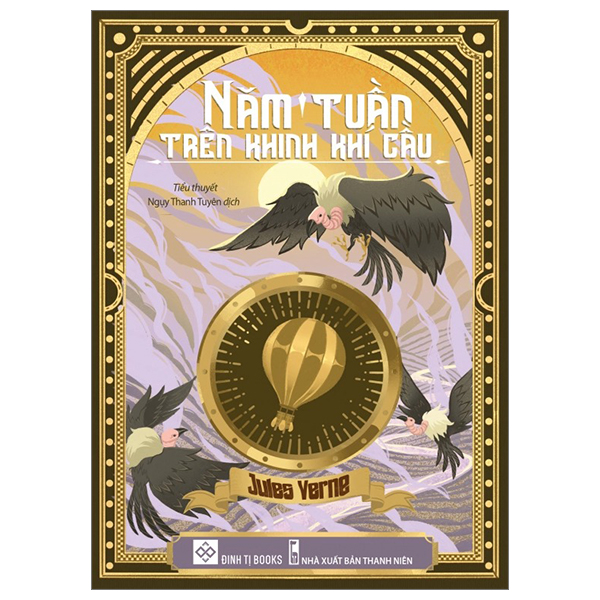 NĂM TUẦN
TRÊN KHINH KHÍ CẦU
Tiểu thuyết
Ngụy Thanh Tuyên dịch
Jules Verne
ĐINH TỊ BOOKS
NHÀ XUẤT BẢN THANH NIÊN